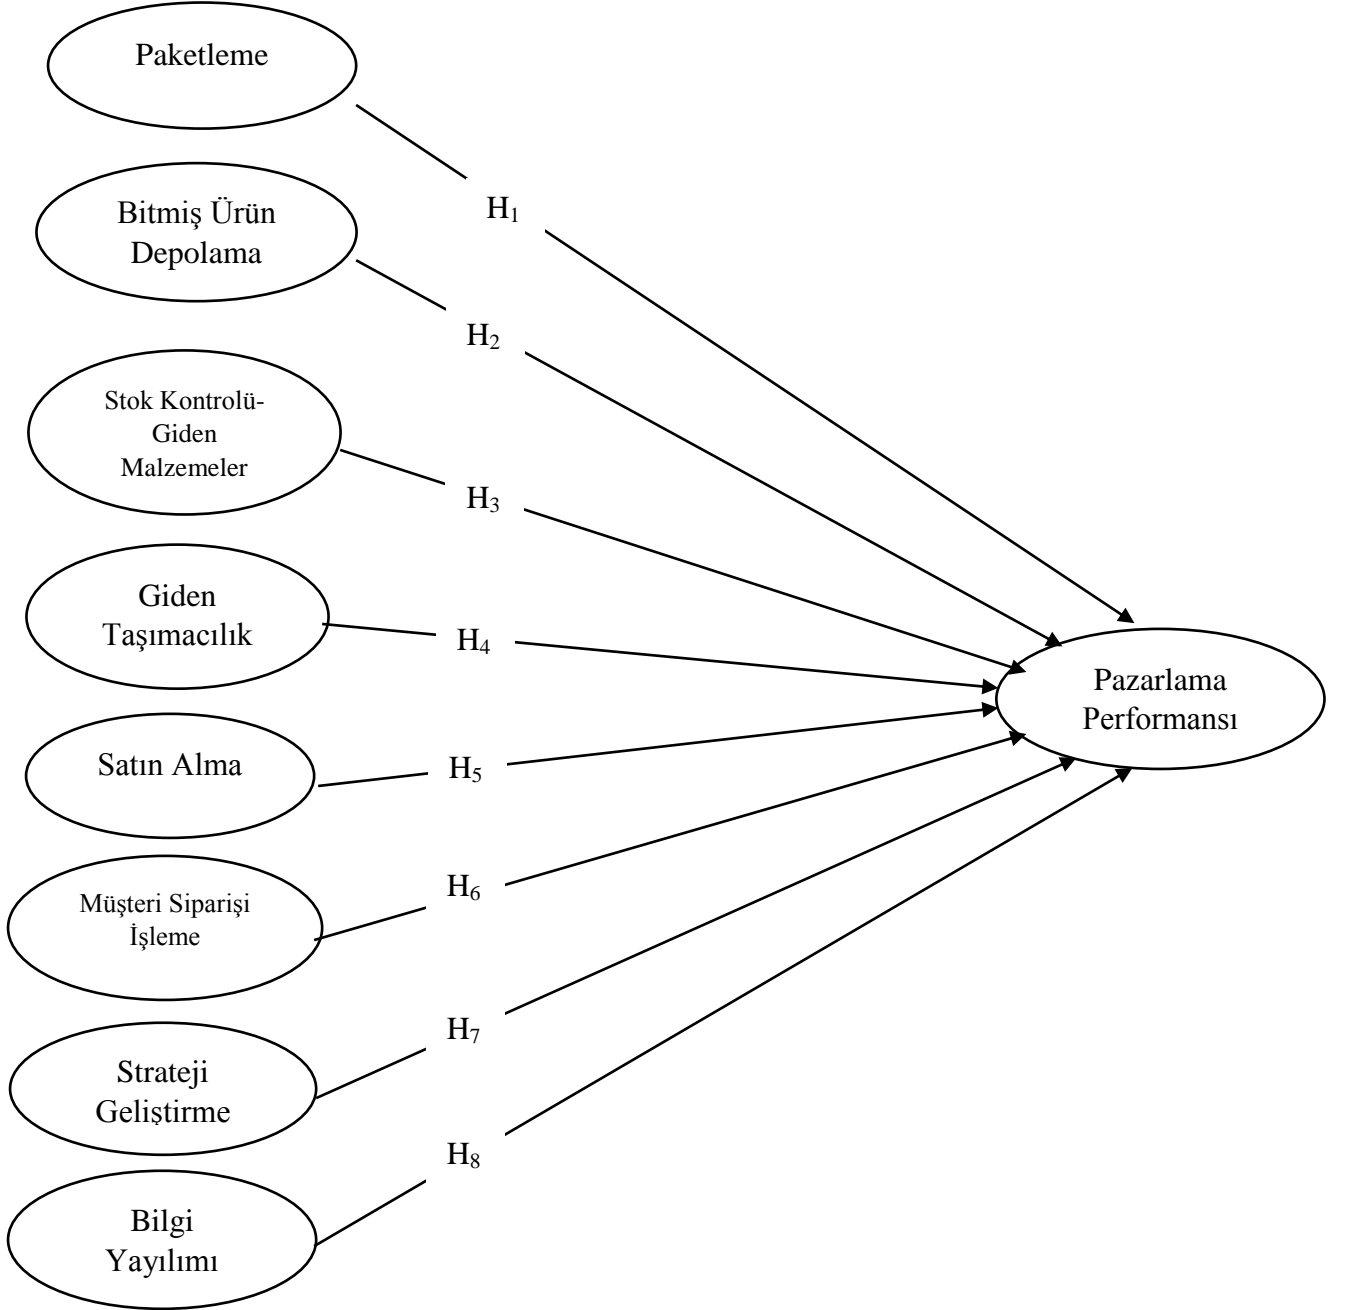 Paketleme
H1
Bitmiş Ürün
Depolama
H2
Stok Kontrolü-
Giden
Malzemeler
H3
Giden
Taşımacılık
H4
Pazarlama
Performansı
Satın Alma
H5
Müşteri Siparişi
İşleme
H6
Strateji
Geliştirme
H7
Bilgi
Yayılımı
H8